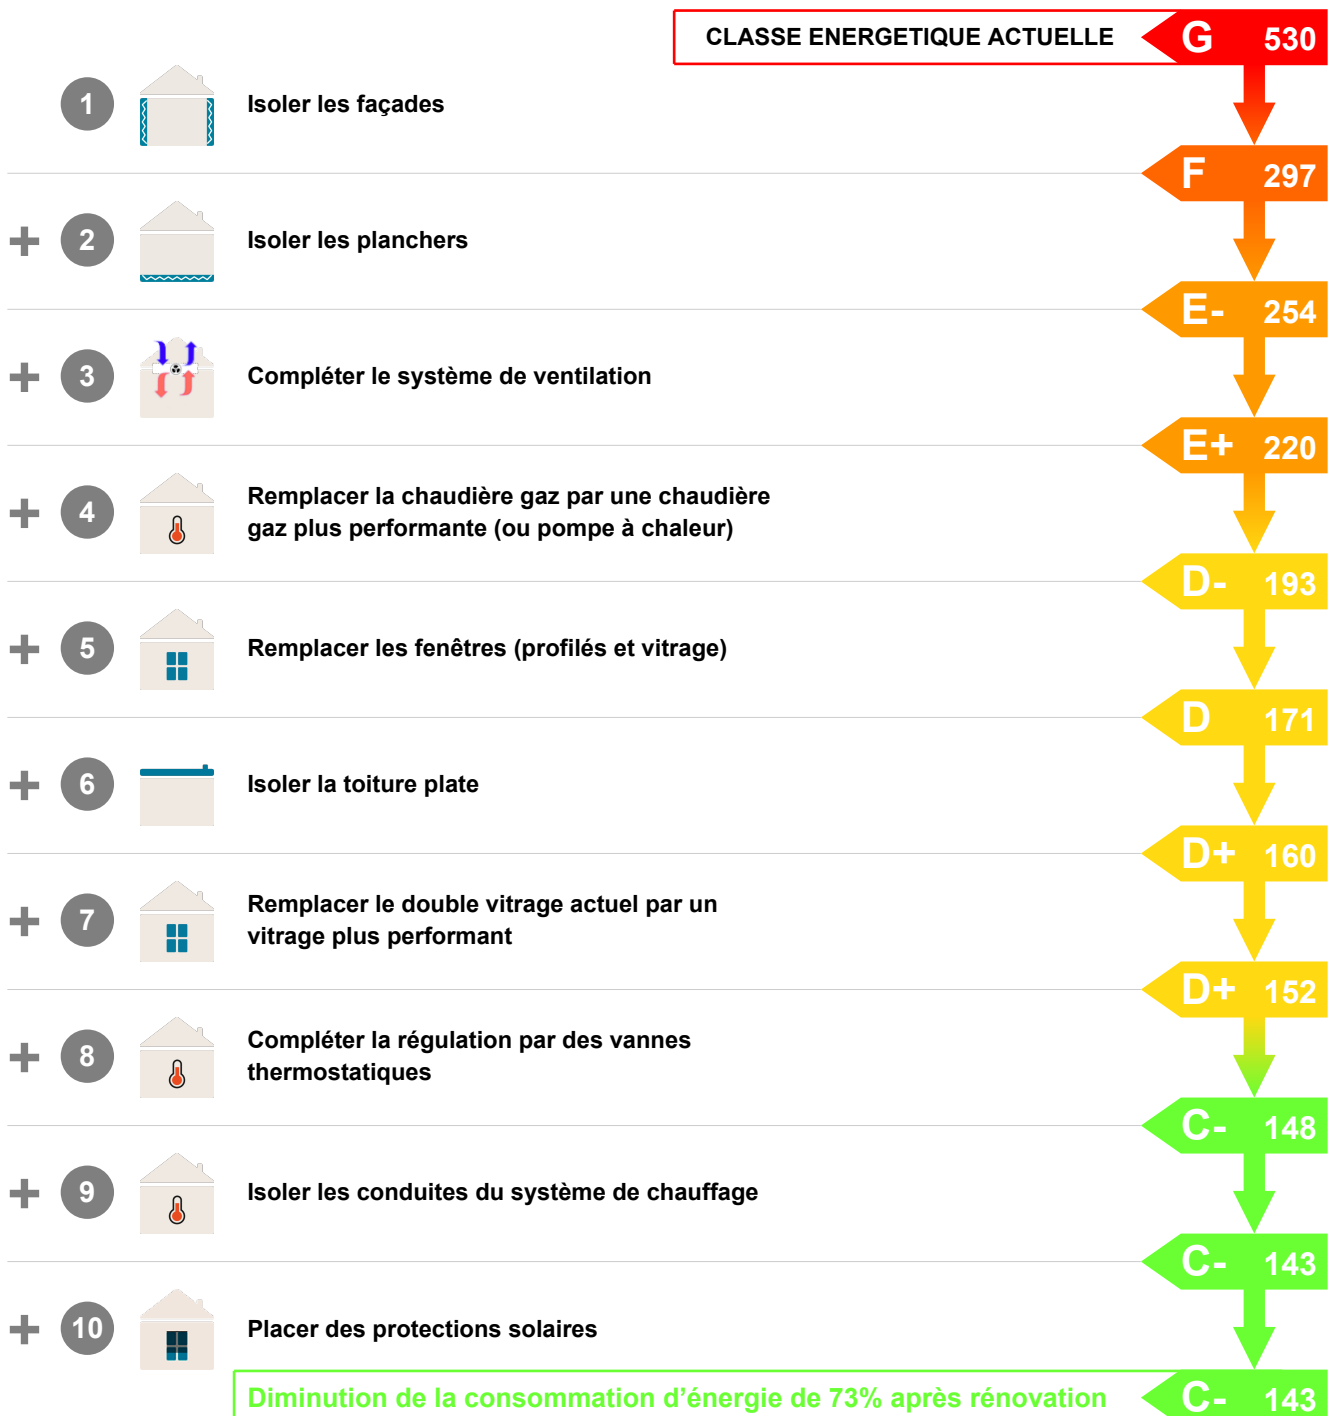 CLASSE ENERGETIQUE ACTUELLE G 530
1 Isoler les façades
F 297
+ 2 Isoler les planchers
E- 254
+ 3 Compléter le système de ventilation
E+ 220
+ 4 Remplacer la chaudière gaz par une chaudière
gaz plus performante (ou pompe à chaleur)
D- 193
+ 5 Remplacer les fenêtres (profilés et vitrage)
D 171
+ 6 Isoler la toiture plate
D+ 160
+ 7 Remplacer le double vitrage actuel par un
vitrage plus performant
D+ 152
+ 8 Compléter la régulation par des vannes
thermostatiques
C- 148
+ 9 Isoler les conduites du système de chauffage
C- 143
+ 10 Placer des protections solaires
Diminution de la consommation d’énergie de 73% après rénovation C- 143